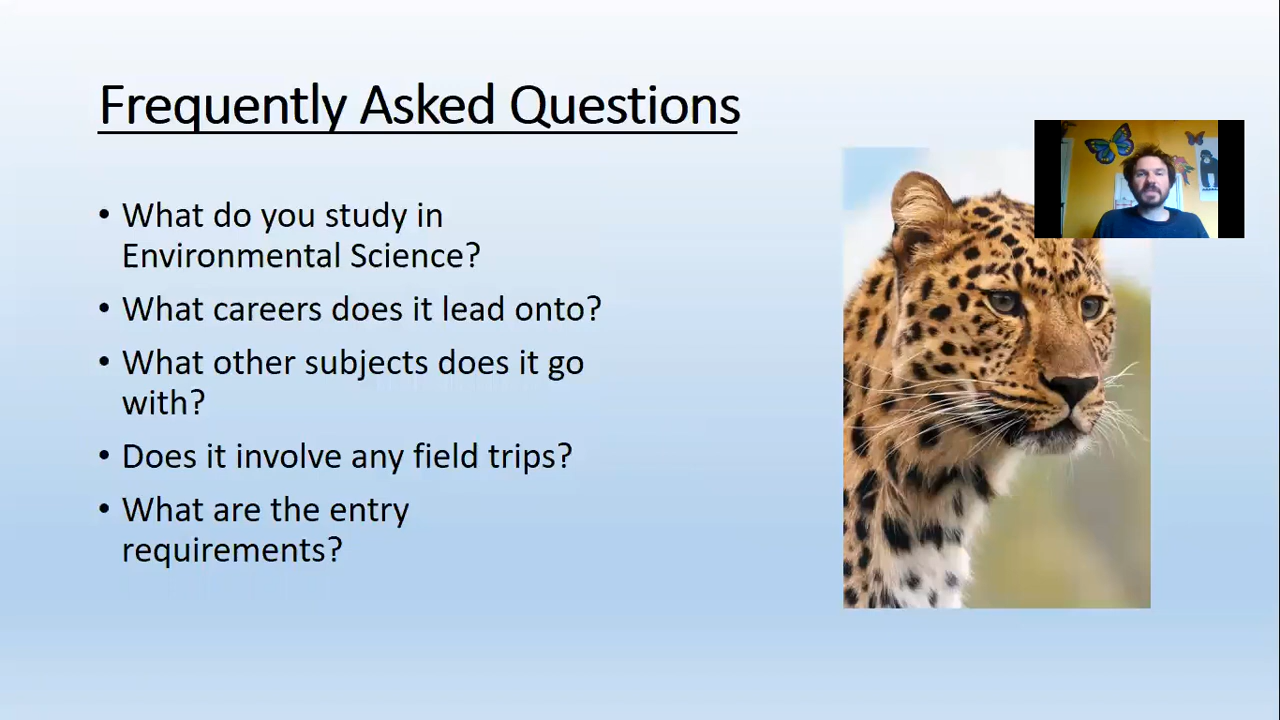 Frequently Asked Questions
• What do you study in
Environmental Science?
• What careers does it lead onto?
• What other subjects does it go
with?
• Does it involve any field trips?
• What are the entry
requirements?